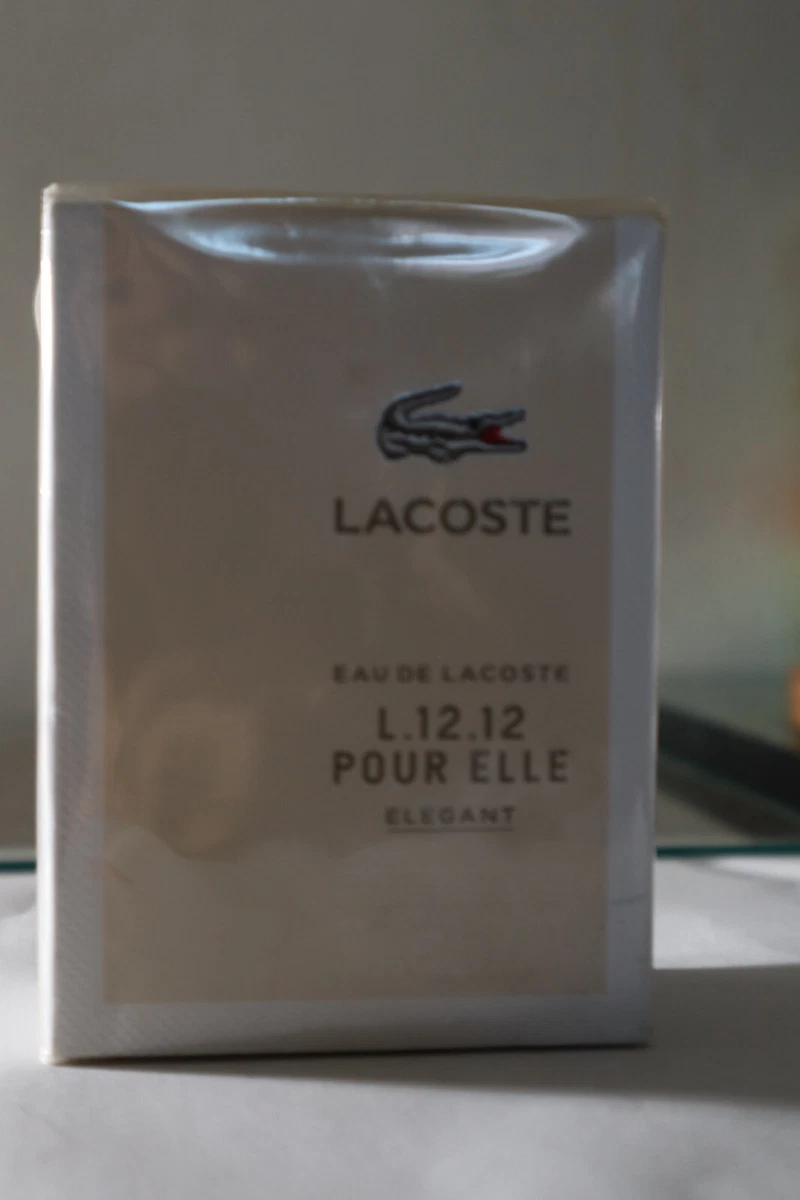 LACOSTE
EAU DE LACOSTE
L.12.12
POUR ELLE
ELEGANT